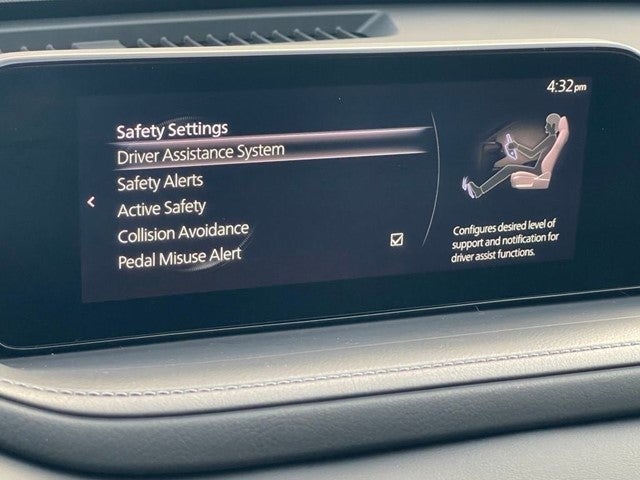 4:32pm
Safety Settings
Driver Assistance System
Safety Alerts
Active Safety
Collision Avoidance
Pedal Misuse Alert
Configures desired level of
support and notification for
driver assist functions.